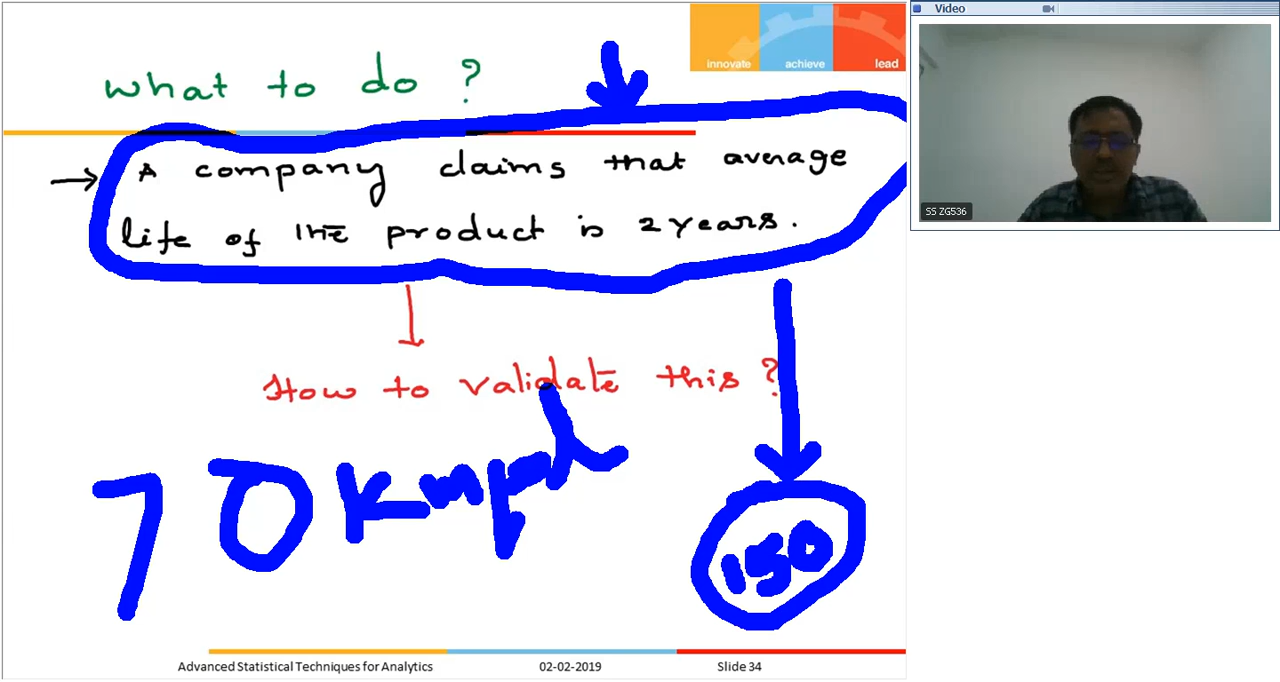 innovate achieve lead
What to do ?
A company claims that average
life of the product is 2 years.
How to validate this ?
70 kmpl
150
Advanced Statistical Techniques for Analytics 02-02-2019 Slide 34
Video
SS ZG536